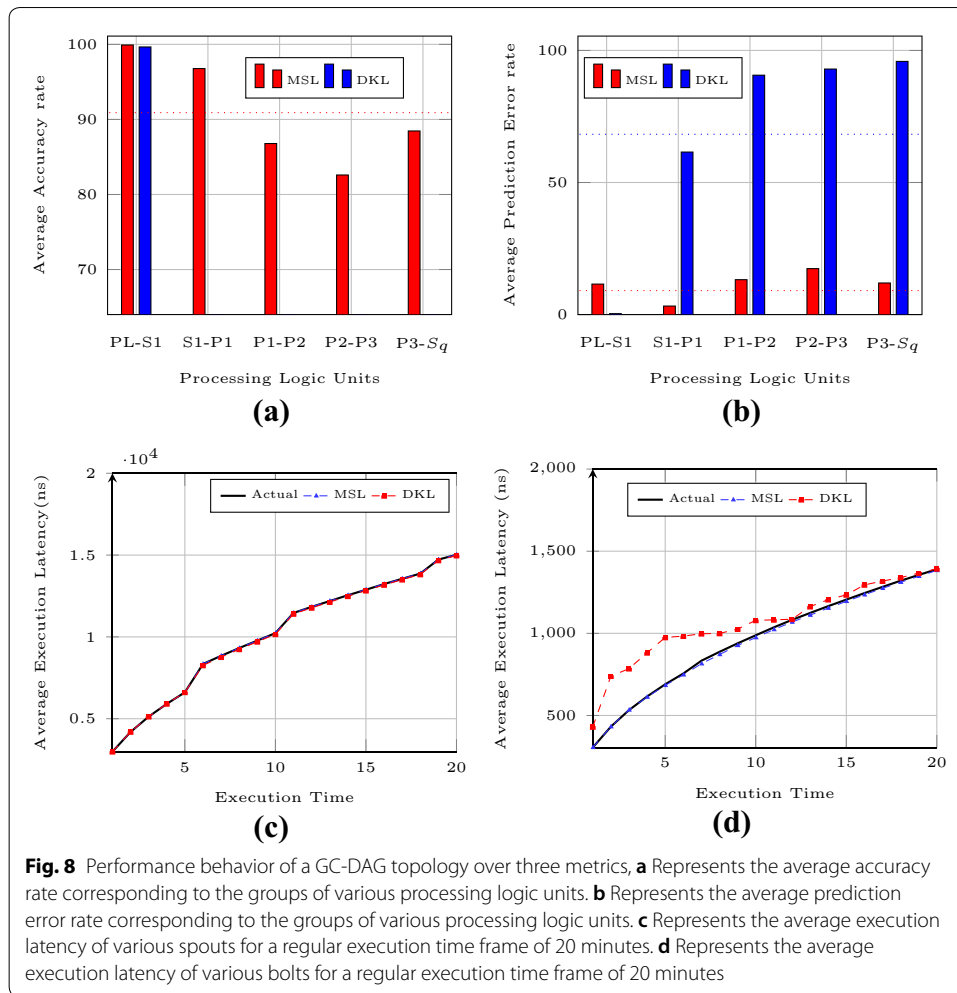 100
90
80
70
Average Accuracy rate
MSL DKL
PL-S1 S1-P1 P1-P2 P2-P3 P3-Sq
Processing Logic Units
(a)
100
50
0
Average Prediction Error rate
MSL DKL
PL-S1 S1-P1 P1-P2 P2-P3 P3-Sq
Processing Logic Units
(b)
·10⁴
2
1.5
1
0.5
Average Execution Latency(ns)
Actual MSL DKL
5 10 15 20
Execution Time
(c)
2,000
1,500
1,000
500
Average Execution Latency (ns)
Actual MSL DKL
5 10 15 20
Execution Time
(d)
Fig. 8 Performance behavior of a GC-DAG topology over three metrics, a Represents the average accuracy
rate corresponding to the groups of various processing logic units. b Represents the average prediction
error rate corresponding to the groups of various processing logic units. c Represents the average execution
latency of various spouts for a regular execution time frame of 20 minutes. d Represents the average
execution latency of various bolts for a regular execution time frame of 20 minutes